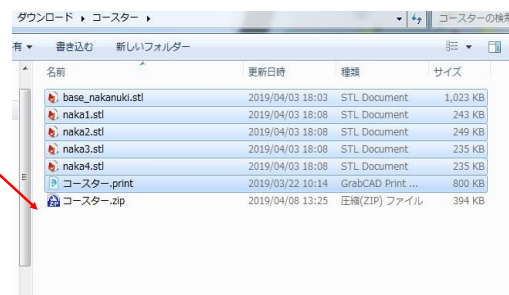 ダウンロード ▸ コースター ▸ コースターの検索
有 ▼ 書き込む 新しいフォルダー
名前 更新日時 種類 サイズ
base_nakanuki.stl 2019/04/03 18:03 STL Document 1,023 KB
naka1.stl 2019/04/03 18:08 STL Document 243 KB
naka2.stl 2019/04/03 18:08 STL Document 249 KB
naka3.stl 2019/04/03 18:08 STL Document 235 KB
naka4.stl 2019/04/03 18:08 STL Document 235 KB
コースター.print 2019/03/22 10:14 GrabCAD Print ... 800 KB
コースター.zip 2019/04/08 13:25 圧縮(ZIP) ファイル 394 KB